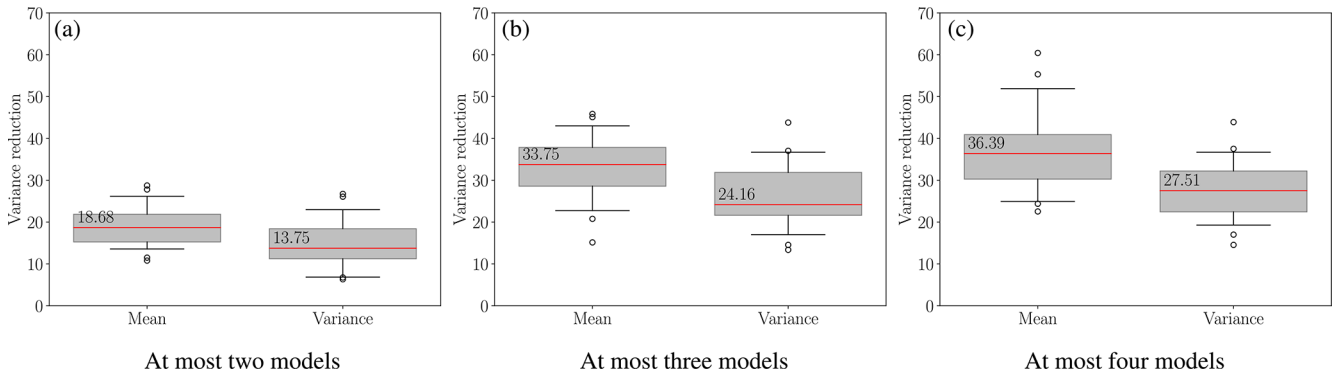 (a)
Variance reduction
70
60
50
40
30
20
10
0
18.68
13.75
Mean
Variance
At most two models
(b)
Variance reduction
70
60
50
40
30
20
10
0
33.75
24.16
Mean
Variance
At most three models
(c)
Variance reduction
70
60
50
40
30
20
10
0
36.39
27.51
Mean
Variance
At most four models